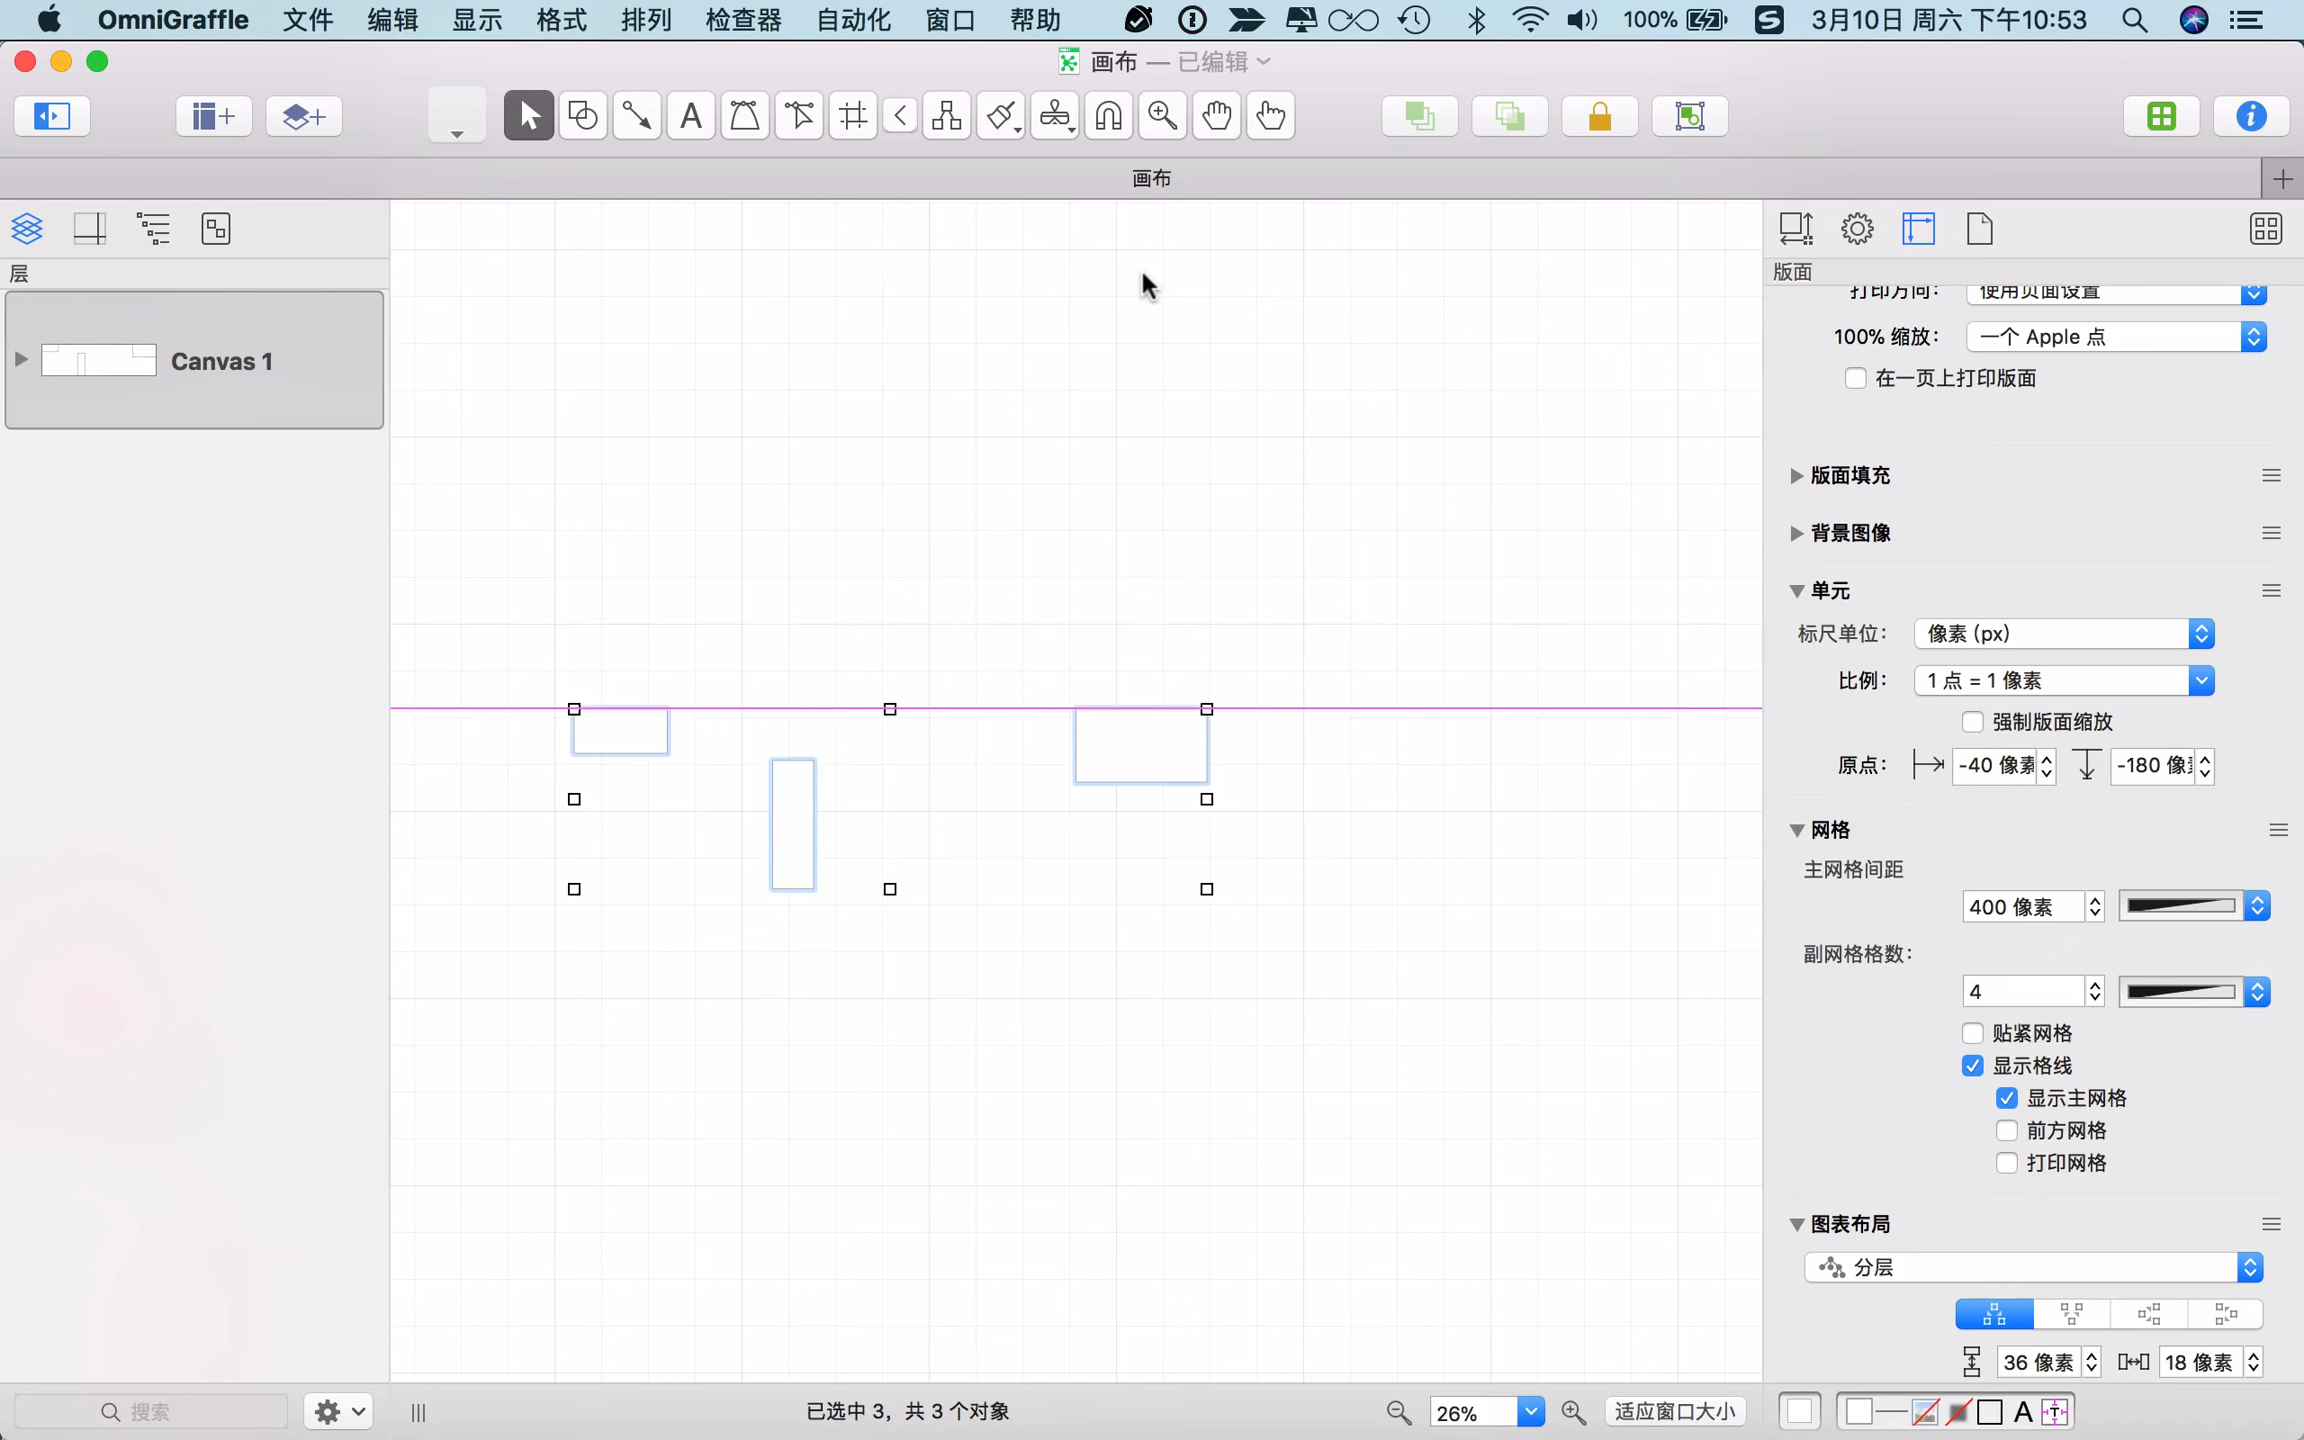 OmniGraffle 文件 编辑 显示 格式 排列 检查器 自动化 窗口 帮助 100% 3月10日 周六 下午10:53
画布 — 已编辑
画布
层
版面
Canvas 1
打印方向: 使用页面设置
100% 缩放: 一个 Apple 点
在一页上打印版面
版面填充
背景图像
单元
标尺单位: 像素 (px)
比例: 1 点 = 1 像素
强制版面缩放
原点: -40 像素 -180 像
网格
主网格间距
400 像素
副网格格数:
4
贴紧网格
显示格线
显示主网格
前方网格
打印网格
图表布局
分层
36 像素 18 像素
搜索 已选中 3, 共 3 个对象 26% 适应窗口大小 A